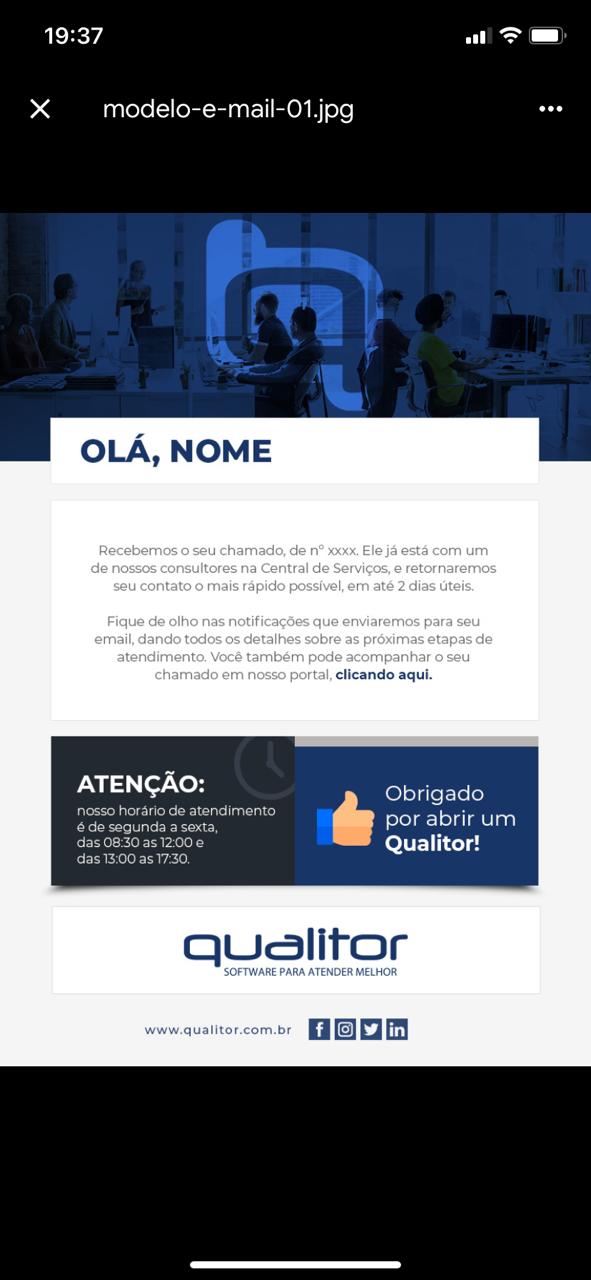 19:37
modelo-e-mail-01.jpg
OLÁ, NOME
Recebemos o seu chamado, de nº xxxx. Ele já está com um
de nossos consultores na Central de Serviços, e retornaremos
seu contato o mais rápido possível, em até 2 dias úteis.
Fique de olho nas notificações que enviaremos para seu
email, dando todos os detalhes sobre as próximas etapas de
atendimento. Você também pode acompanhar o seu
chamado em nosso portal, clicando aqui.
ATENÇÃO:
nosso horário de atendimento
é de segunda a sexta,
das 08:30 as 12:00 e
das 13:00 as 17:30.
Obrigado
por abrir um
Qualitor!
qualitor
SOFTWARE PARA ATENDER MELHOR
www.qualitor.com.br